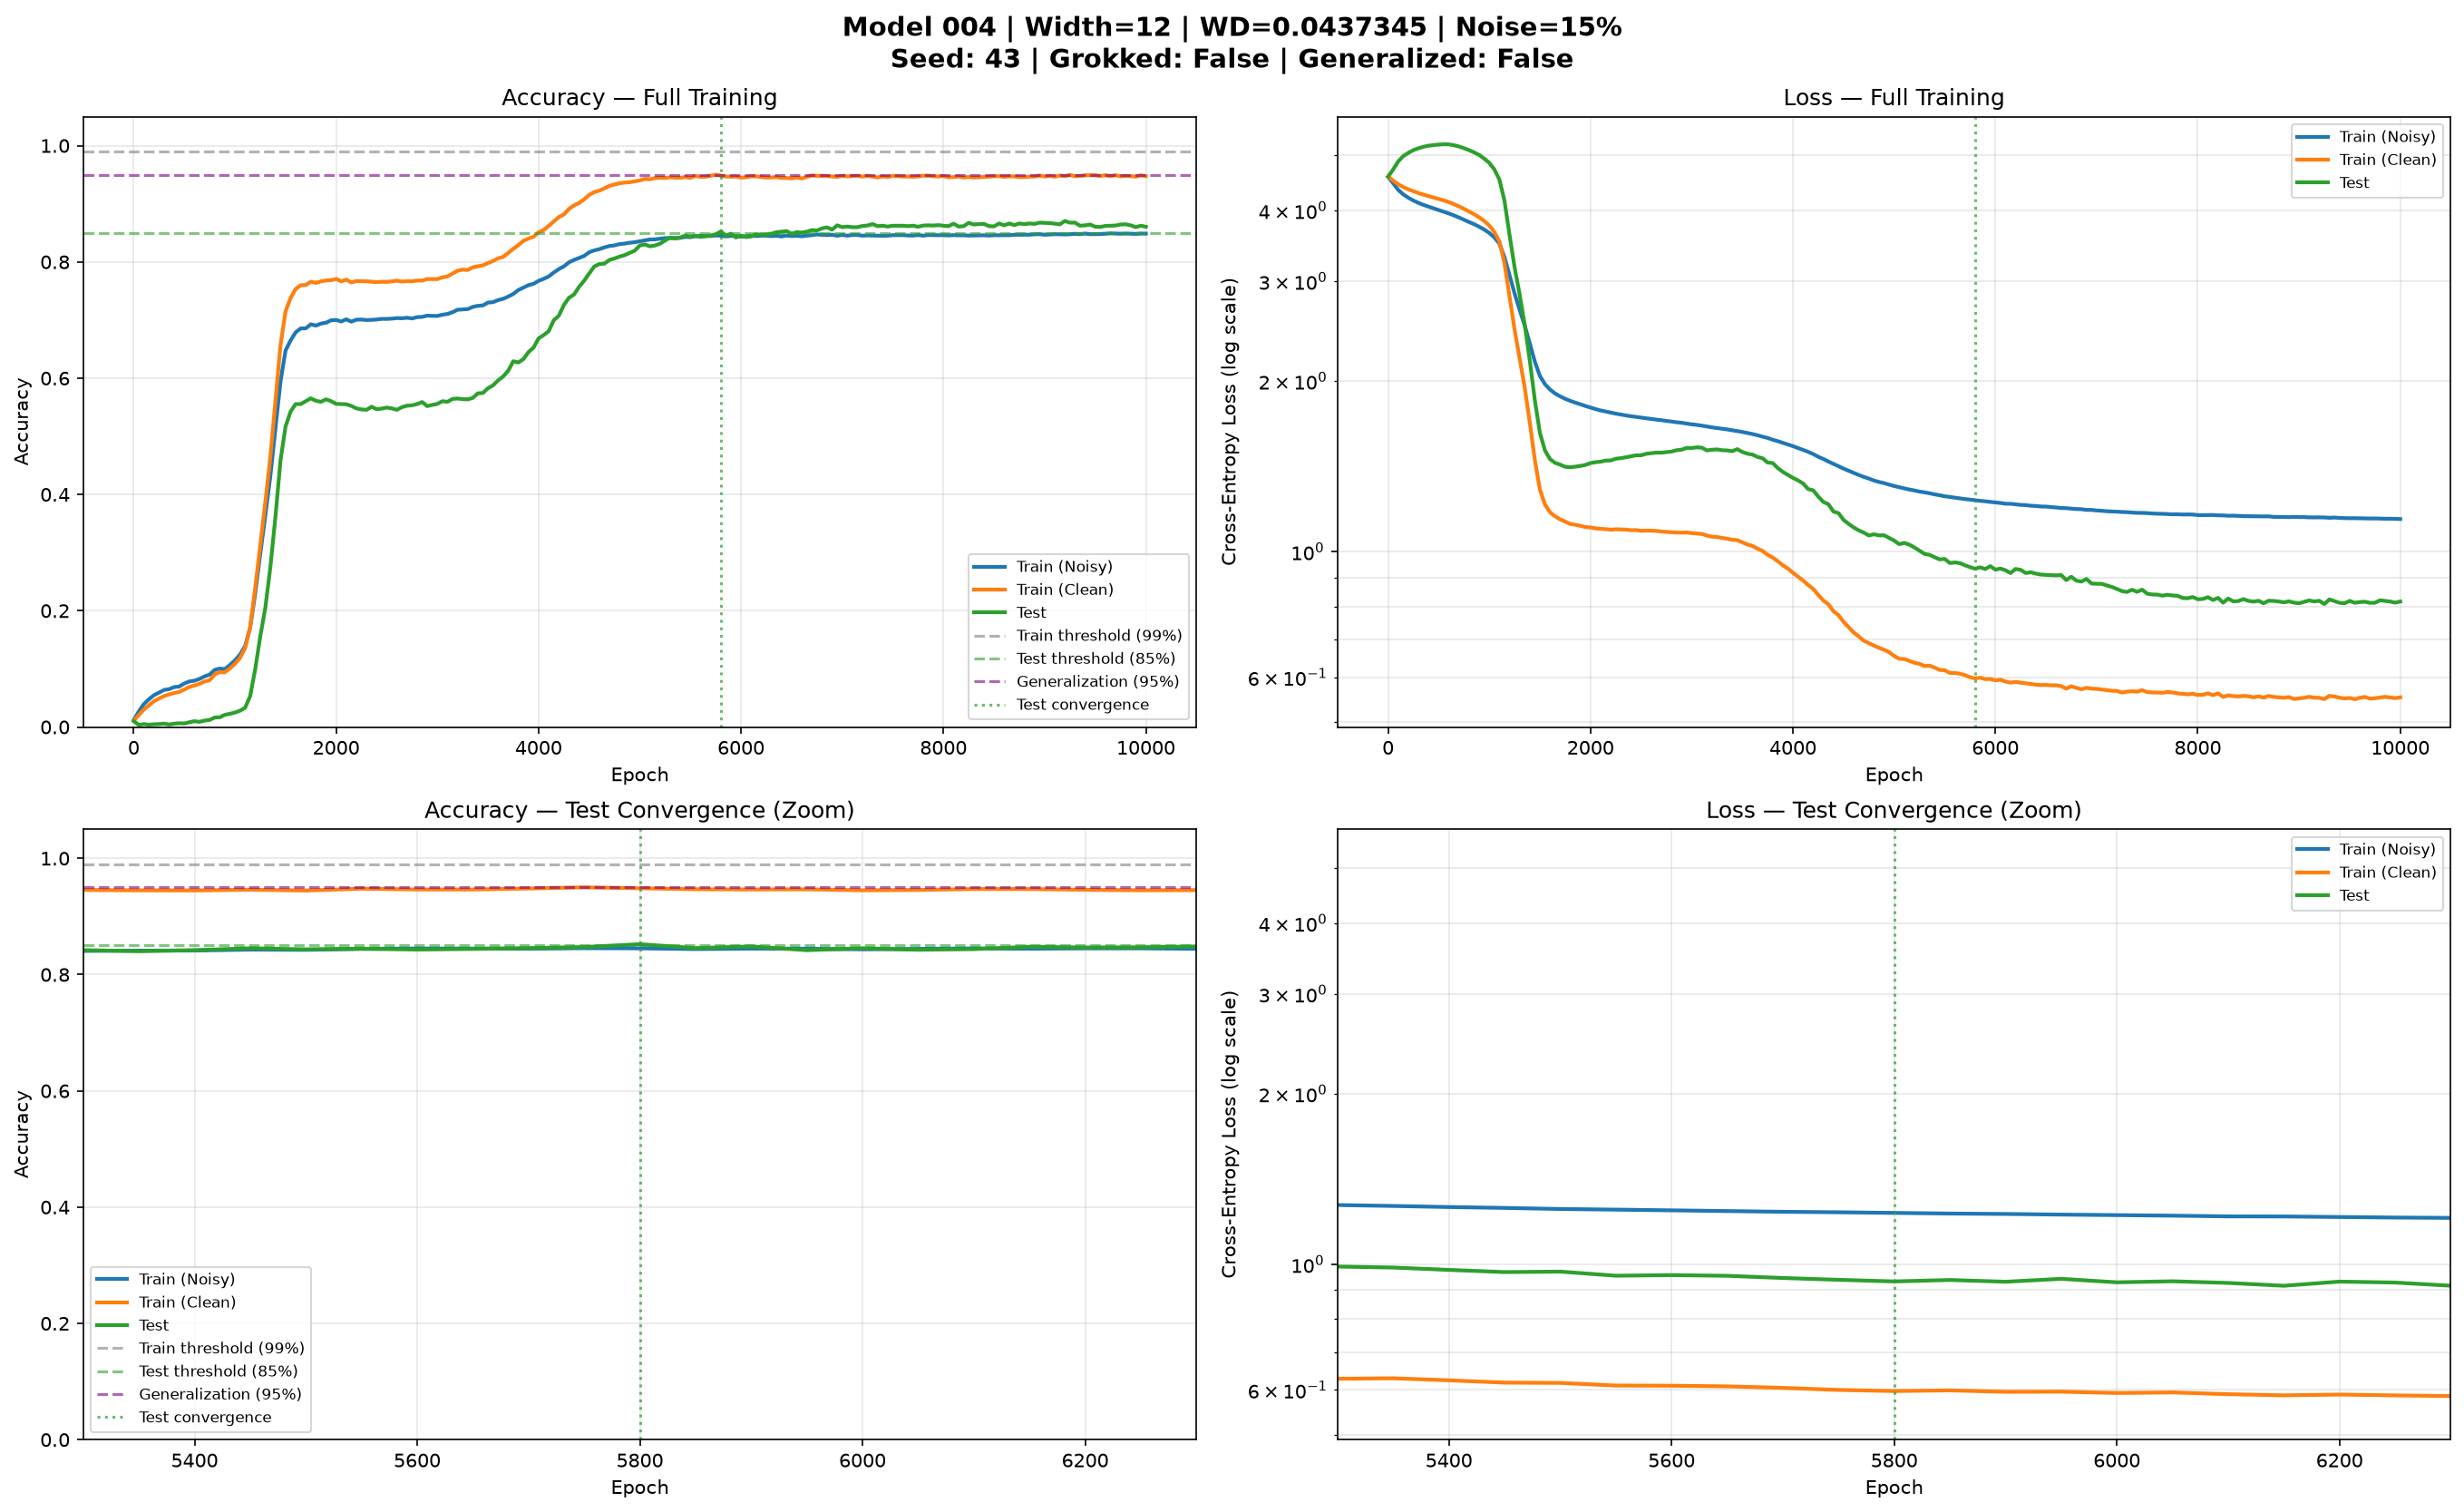 Model 004 | Width=12 | WD=0.0437345 | Noise=15%
Seed: 43 | Grokked: False | Generalized: False
Accuracy — Full Training
Accuracy
1.0
0.8
0.6
0.4
0.2
0.0
0 2000 4000 6000 8000 10000
Epoch
Train (Noisy)
Train (Clean)
Test
Train threshold (99%)
Test threshold (85%)
Generalization (95%)
Test convergence
Loss — Full Training
Cross-Entropy Loss (log scale)
4 × 10⁰
3 × 10⁰
2 × 10⁰
10⁰
6 × 10⁻¹
0 2000 4000 6000 8000 10000
Epoch
Train (Noisy)
Train (Clean)
Test
Accuracy — Test Convergence (Zoom)
Accuracy
1.0
0.8
0.6
0.4
0.2
0.0
5400 5600 5800 6000 6200
Epoch
Train (Noisy)
Train (Clean)
Test
Train threshold (99%)
Test threshold (85%)
Generalization (95%)
Test convergence
Loss — Test Convergence (Zoom)
Cross-Entropy Loss (log scale)
4 × 10⁰
3 × 10⁰
2 × 10⁰
10⁰
6 × 10⁻¹
5400 5600 5800 6000 6200
Epoch
Train (Noisy)
Train (Clean)
Test